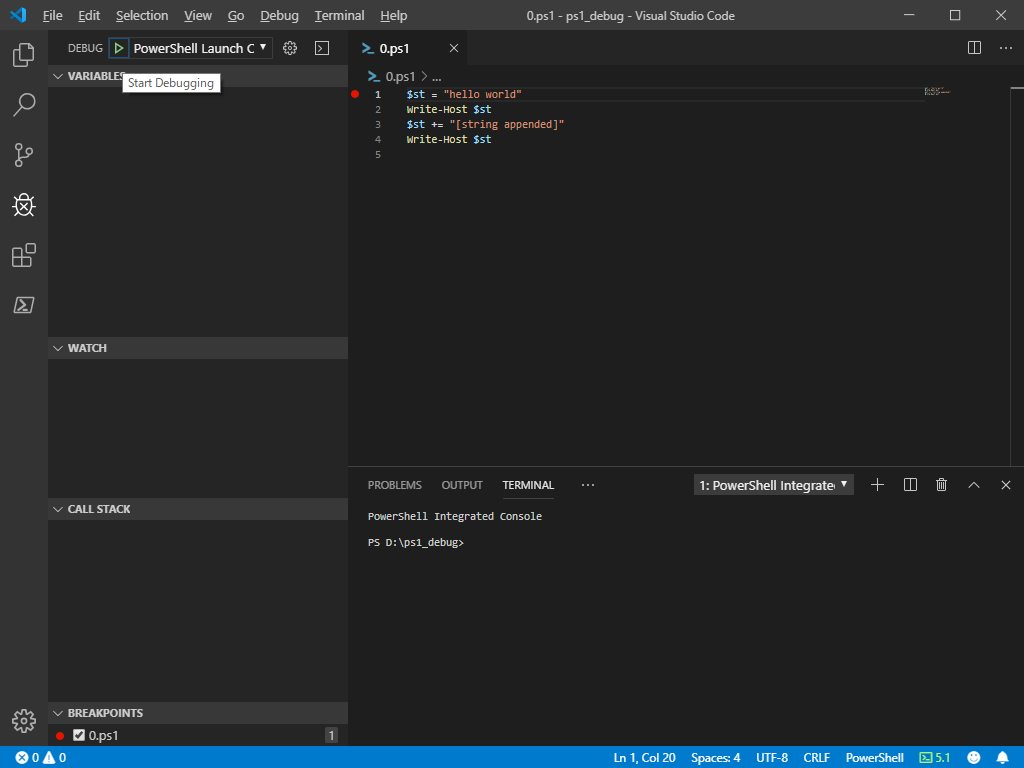 File Edit Selection View Go Debug Terminal Help 0.ps1 - ps1_debug - Visual Studio Code
DEBUG PowerShell Launch C
VARIABLES
Start Debugging
WATCH
CALL STACK
BREAKPOINTS
0.ps1 1
0.ps1
0.ps1 > ...
1 $st = "hello world"
2 Write-Host $st
3 $st += "[string appended]"
4 Write-Host $st
5
PROBLEMS OUTPUT TERMINAL ... 1: PowerShell Integrate
PowerShell Integrated Console
PS D:\ps1_debug>
0 0 Ln 1, Col 20 Spaces: 4 UTF-8 CRLF PowerShell 5.1